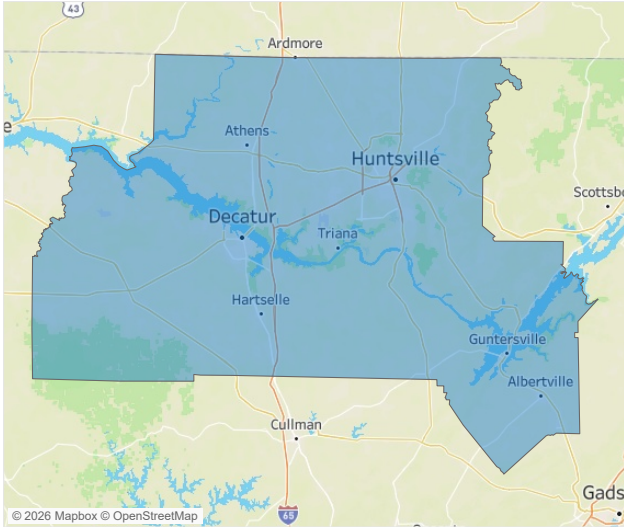 43
Ardmore
e
Athens
Huntsville
Scottsbo
Decatur
Triana
Hartselle
Guntersville
Albertville
Cullman
Gads
65
© 2026 Mapbox © OpenStreetMap